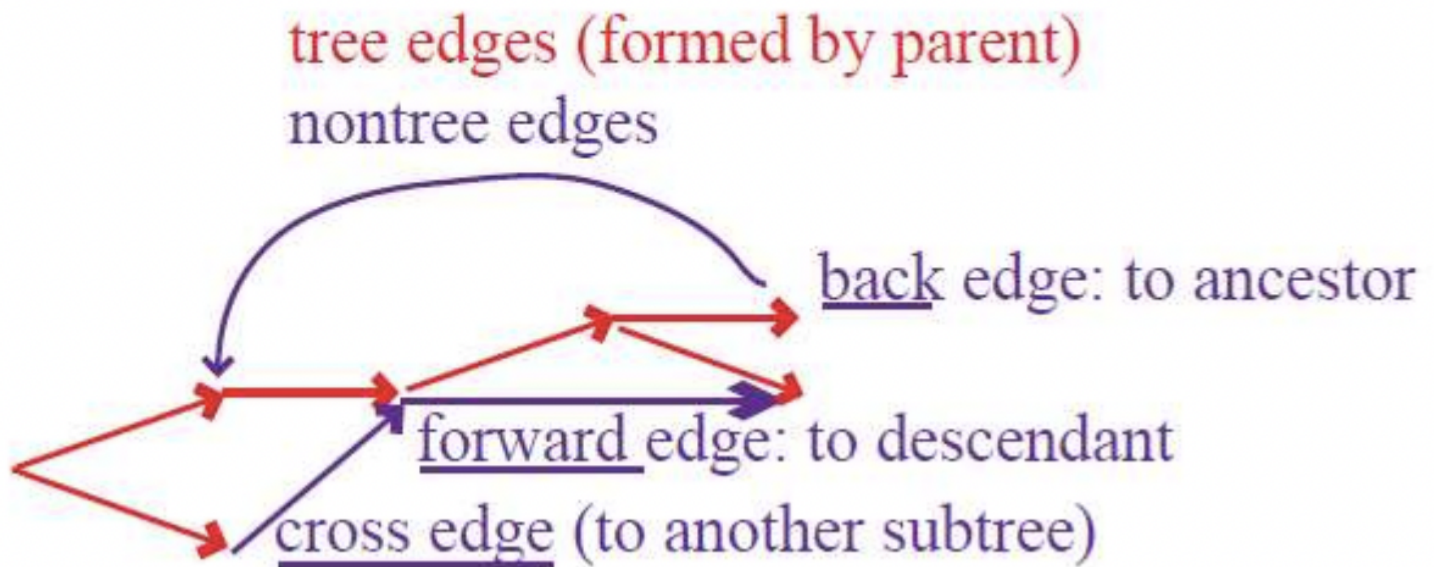 tree edges (formed by parent)
nontree edges
back edge: to ancestor
forward edge: to descendant
cross edge (to another subtree)